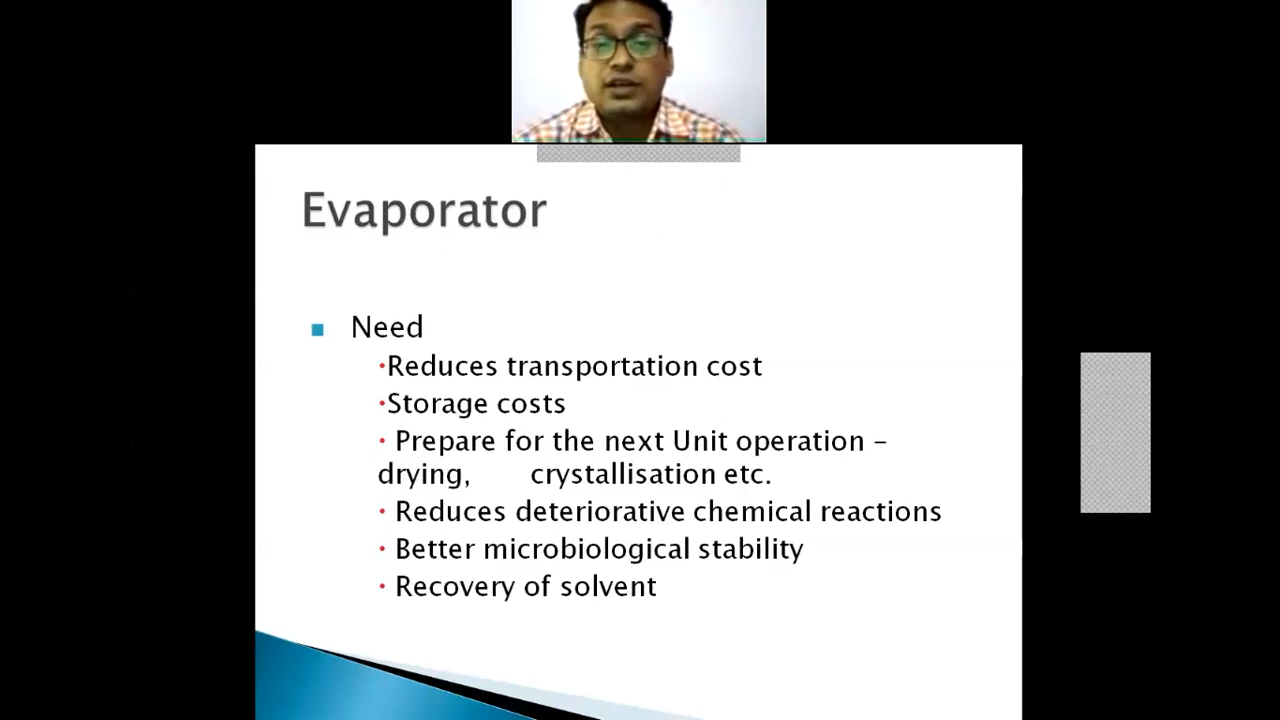 Evaporator
Need
Reduces transportation cost
Storage costs
Prepare for the next Unit operation –
drying, crystallisation etc.
Reduces deteriorative chemical reactions
Better microbiological stability
Recovery of solvent